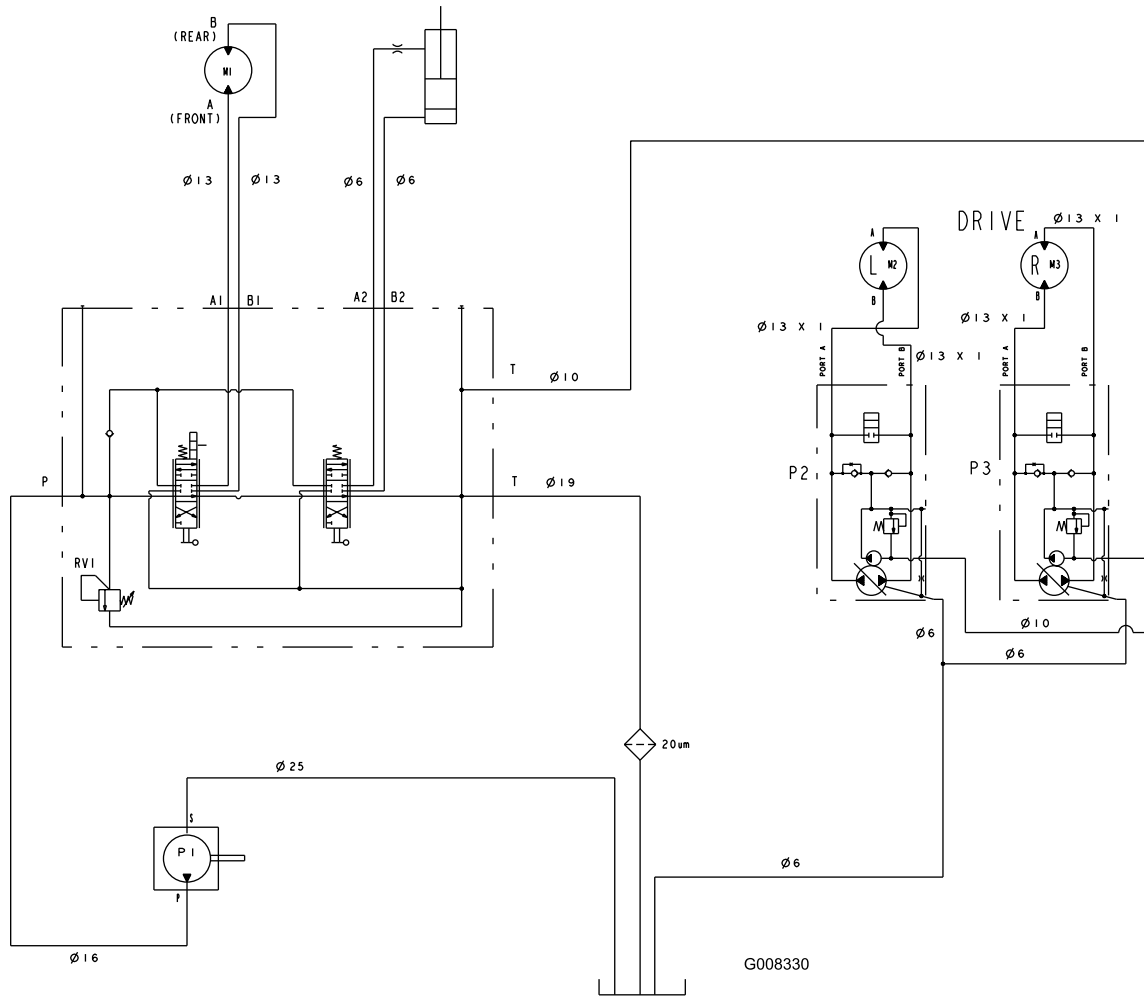 B
(REAR)
M1
A
(FRONT)
Ø13
Ø13
Ø6
Ø6
DRIVE
Ø13 X 1
A
L
M2
B
A
R
M3
B
A1
B1
A2
B2
Ø13 X 1
Ø13 X 1
PORT A
PORT B
Ø13 X 1
PORT A
PORT B
T
Ø10
P
T
Ø19
P2
P3
RV1
Ø6
Ø10
Ø6
20um
Ø25
S
P1
P
Ø6
Ø16
G008330